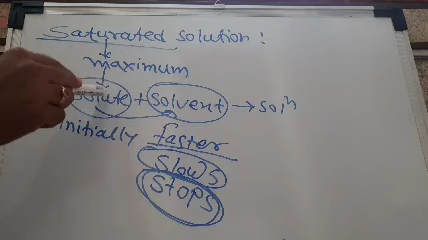 Saturated solution :
maximum
solute + solvent → solⁿ
initially faster
slows
stops